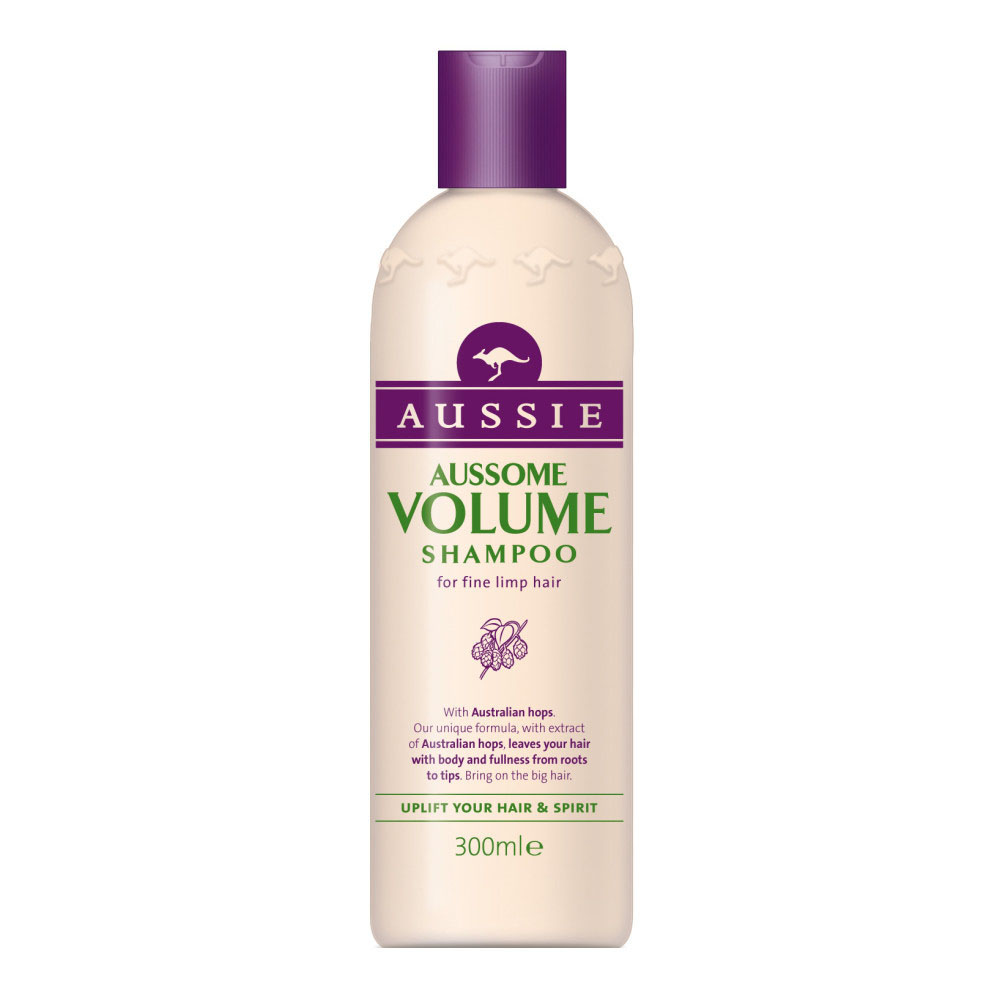 AUSSIE
AUSSOME
VOLUME
SHAMPOO
for fine limp hair
With Australian hops.
Our unique formula, with extract
of Australian hops, leaves your hair
with body and fullness from roots
to tips. Bring on the big hair.
UPLIFT YOUR HAIR & SPIRIT
300ml℮